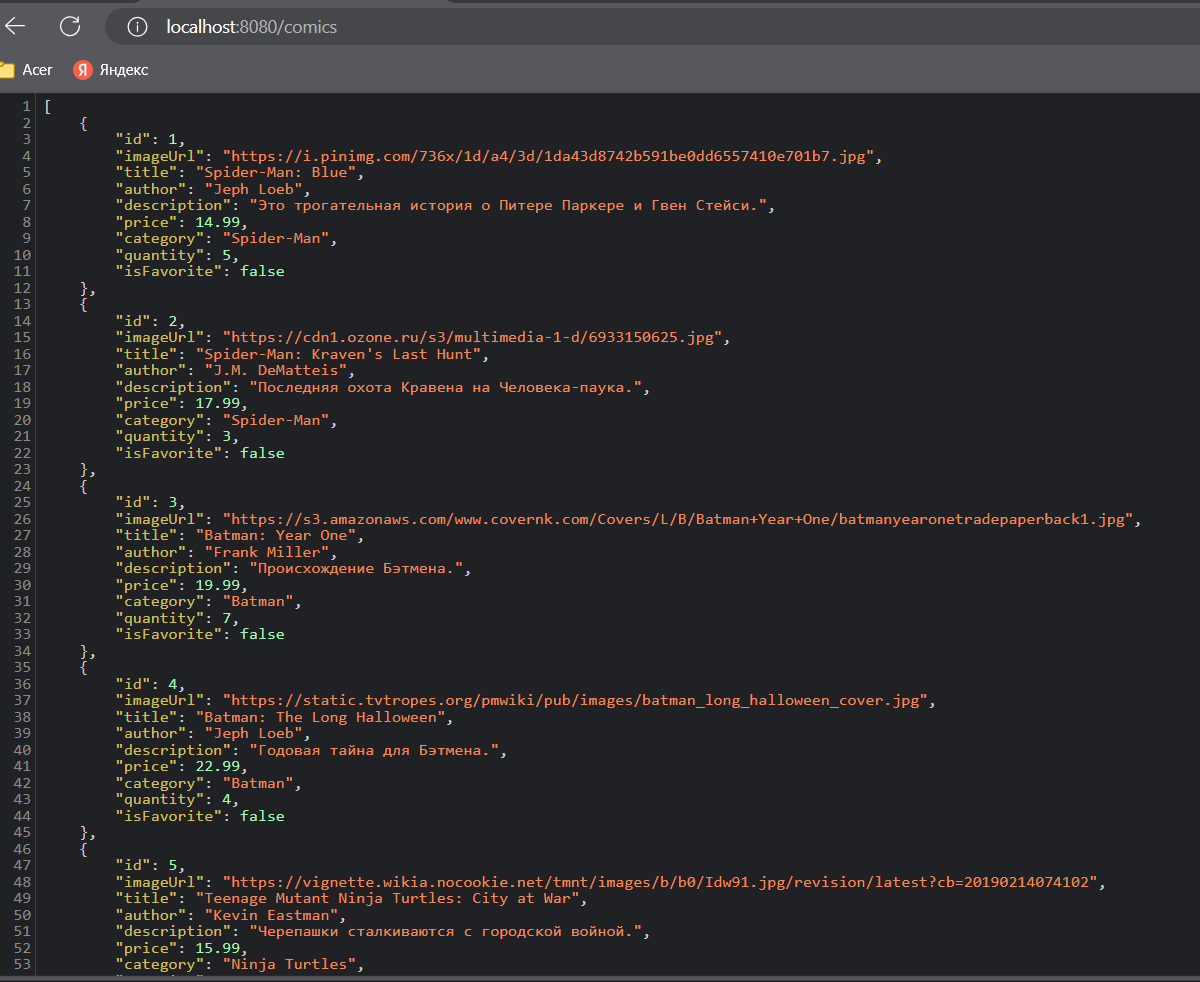 localhost:8080/comics
Acer
Я Яндекс
1 [
2 {
3 "id": 1,
4 "imageUrl": "https://i.pinimg.com/736x/1d/a4/3d/1da43d8742b591be0dd6557410e701b7.jpg",
5 "title": "Spider-Man: Blue",
6 "author": "Jeph Loeb",
7 "description": "Это трогательная история о Питере Паркере и Гвен Стейси.",
8 "price": 14.99,
9 "category": "Spider-Man",
10 "quantity": 5,
11 "isFavorite": false
12 },
13 {
14 "id": 2,
15 "imageUrl": "https://cdn1.ozone.ru/s3/multimedia-1-d/6933150625.jpg",
16 "title": "Spider-Man: Kraven's Last Hunt",
17 "author": "J.M. DeMatteis",
18 "description": "Последняя охота Кравена на Человека-паука.",
19 "price": 17.99,
20 "category": "Spider-Man",
21 "quantity": 3,
22 "isFavorite": false
23 },
24 {
25 "id": 3,
26 "imageUrl": "https://s3.amazonaws.com/www.covernk.com/Covers/L/B/Batman+Year+One/batmanyearonetradepaperback1.jpg",
27 "title": "Batman: Year One",
28 "author": "Frank Miller",
29 "description": "Происхождение Бэтмена.",
30 "price": 19.99,
31 "category": "Batman",
32 "quantity": 7,
33 "isFavorite": false
34 },
35 {
36 "id": 4,
37 "imageUrl": "https://static.tvtropes.org/pmwiki/pub/images/batman_long_halloween_cover.jpg",
38 "title": "Batman: The Long Halloween",
39 "author": "Jeph Loeb",
40 "description": "Годовая тайна для Бэтмена.",
41 "price": 22.99,
42 "category": "Batman",
43 "quantity": 4,
44 "isFavorite": false
45 },
46 {
47 "id": 5,
48 "imageUrl": "https://vignette.wikia.nocookie.net/tmnt/images/b/b0/Idw91.jpg/revision/latest?cb=20190214074102",
49 "title": "Teenage Mutant Ninja Turtles: City at War",
50 "author": "Kevin Eastman",
51 "description": "Черепашки сталкиваются с городской войной.",
52 "price": 15.99,
53 "category": "Ninja Turtles",